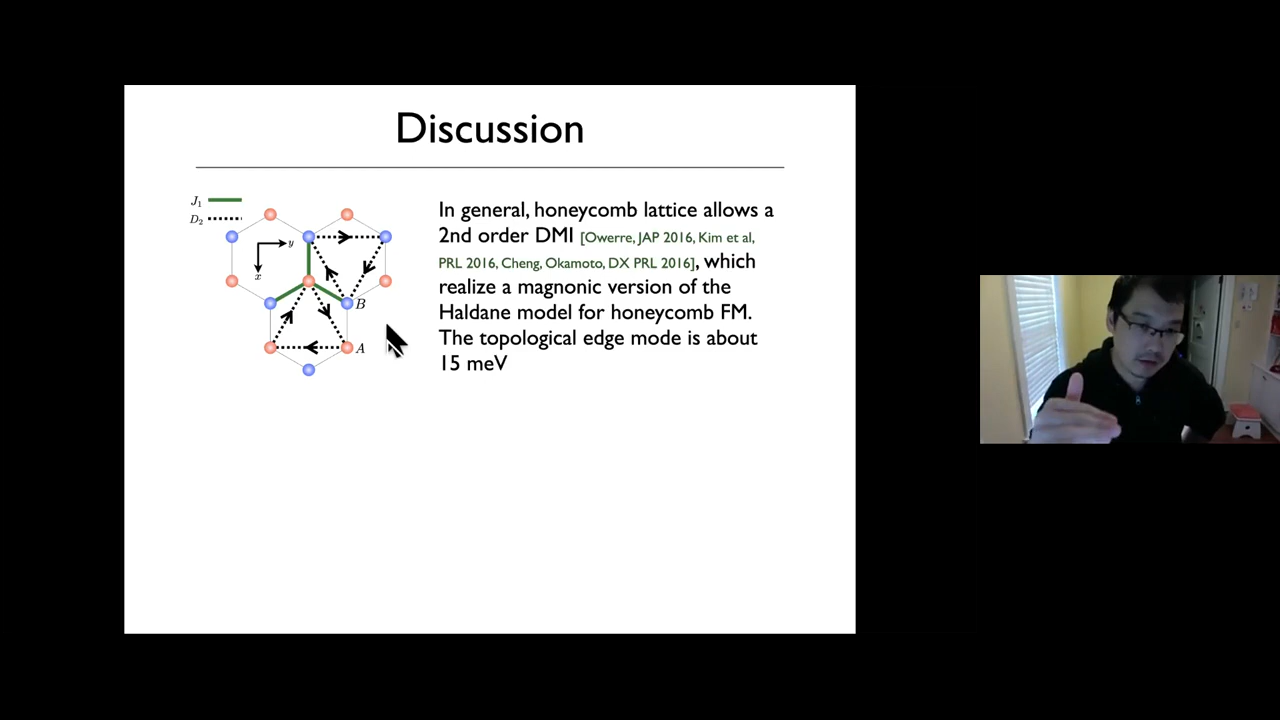 Discussion
J1
D2
y
x
B
A
In general, honeycomb lattice allows a
2nd order DMI [Owerre, JAP 2016, Kim et al,
PRL 2016, Cheng, Okamoto, DX PRL 2016], which
realize a magnonic version of the
Haldane model for honeycomb FM.
The topological edge mode is about
15 meV